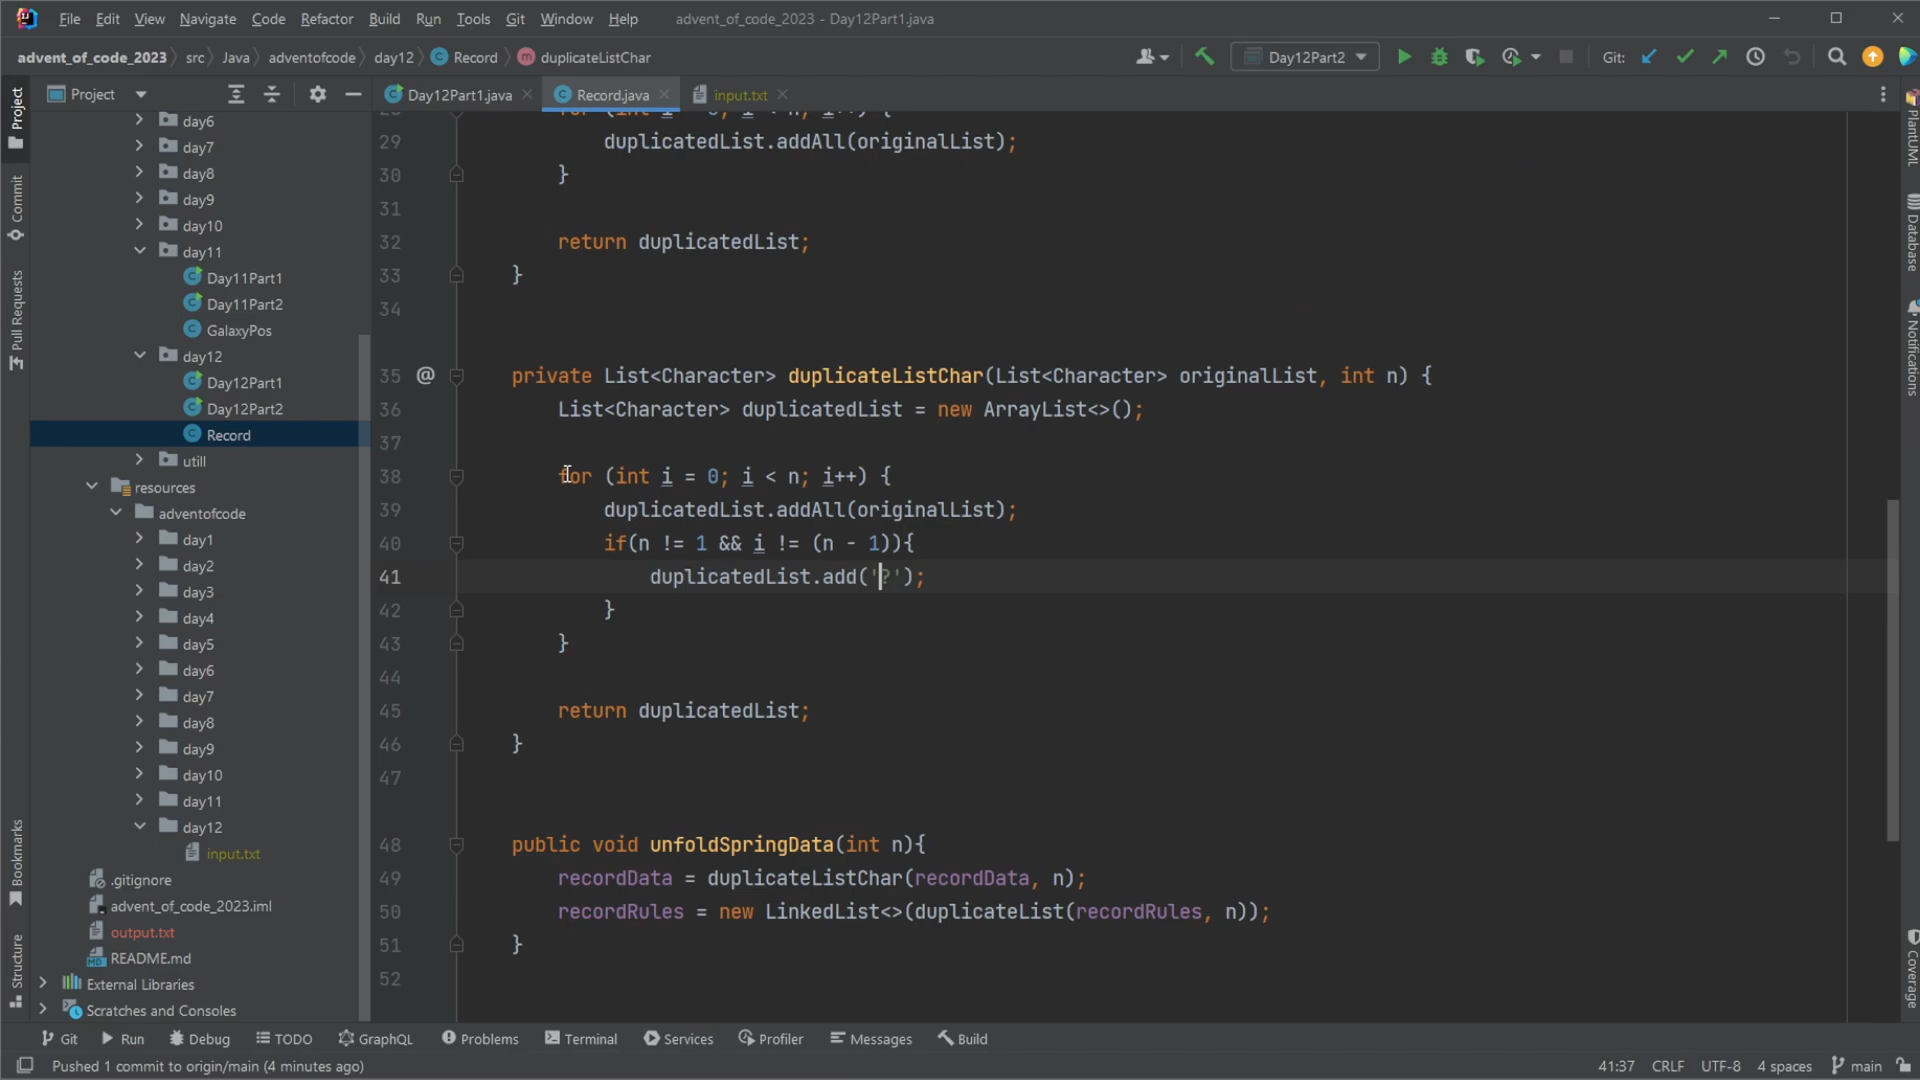 File Edit View Navigate Code Refactor Build Run Tools Git Window Help advent_of_code_2023 - Day12Part1.java
advent_of_code_2023 src Java adventofcode day12 Record duplicateListChar Day12Part2 Git:
Project
Day12Part1.java Record.java input.txt
Project
Commit
Pull Requests
Bookmarks
Structure
day6
day7
day8
day9
day10
day11
Day11Part1
Day11Part2
GalaxyPos
day12
Day12Part1
Day12Part2
Record
utill
resources
adventofcode
day1
day2
day3
day4
day5
day6
day7
day8
day9
day10
day11
day12
input.txt
.gitignore
advent_of_code_2023.iml
output.txt
README.md
External Libraries
Scratches and Consoles
29 duplicatedList.addAll(originalList);
30 }
31
32 return duplicatedList;
33 }
34
35 @ private List<Character> duplicateListChar(List<Character> originalList, int n) {
36 List<Character> duplicatedList = new ArrayList<>();
37
38 for (int i = 0; i < n; i++) {
39 duplicatedList.addAll(originalList);
40 if(n != 1 && i != (n - 1)){
41 duplicatedList.add('?');
42 }
43 }
44
45 return duplicatedList;
46 }
47
48 public void unfoldSpringData(int n){
49 recordData = duplicateListChar(recordData, n);
50 recordRules = new LinkedList<>(duplicateList(recordRules, n));
51 }
52
PlantUML
Database
Notifications
Coverage
Git Run Debug TODO GraphQL Problems Terminal Services Profiler Messages Build
Pushed 1 commit to origin/main (4 minutes ago) 41:37 CRLF UTF-8 4 spaces main